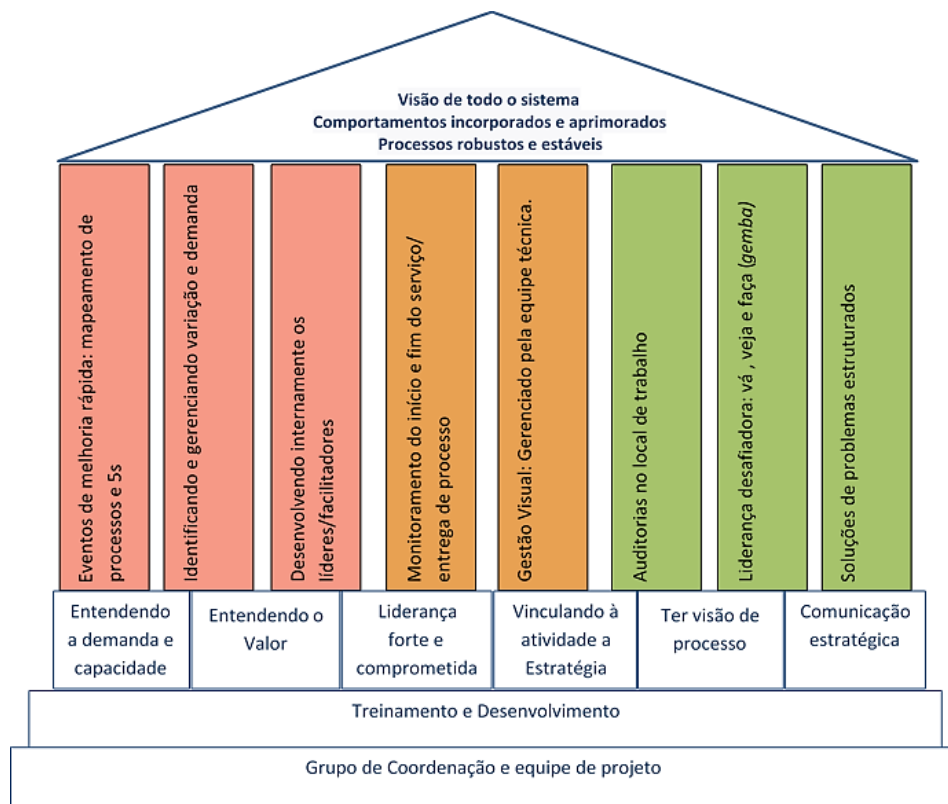 Visão de todo o sistema
Comportamentos incorporados e aprimorados
Processos robustos e estáveis
Eventos de melhoria rápida: mapeamento de
processos e 5s
Identificando e gerenciando variação e demanda
Desenvolvendo internamente os
líderes/facilitadores
Monitoramento do início e fim do serviço/
entrega de processo
Gestão Visual: Gerenciado pela equipe técnica.
Auditorias no local de trabalho
Liderança desafiadora: vá , veja e faça (gemba)
Soluções de problemas estruturados
Entendendo
a demanda e
capacidade
Entendendo o
Valor
Liderança
forte e
comprometida
Vinculando à
atividade a
Estratégia
Ter visão de
processo
Comunicação
estratégica
Treinamento e Desenvolvimento
Grupo de Coordenação e equipe de projeto